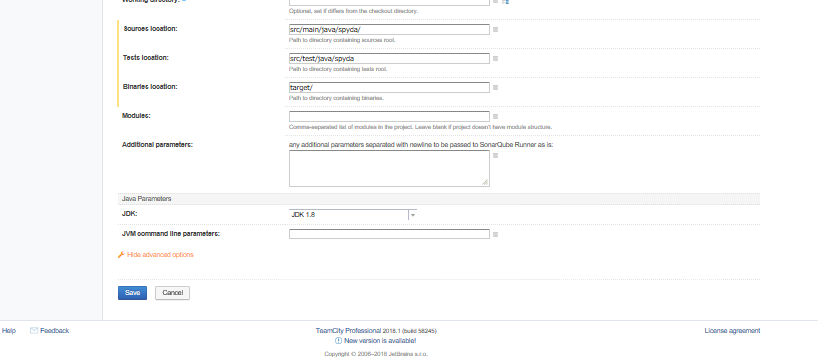 Working directory:
Optional, set if differs from the checkout directory.
Sources location:
src/main/java/spyda/
Path to directory containing sources root.
Tests location:
src/test/java/spyda
Path to directory containing tests root.
Binaries location:
target/
Path to directory containing binaries.
Modules:
Comma-separated list of modules in the project. Leave blank if project doesn't have module structure.
Additional parameters:
any additional parameters separated with newline to be passed to SonarQube Runner as is:
Java Parameters
JDK:
JDK 1.8
JVM command line parameters:
Hide advanced options
Save
Cancel
Help
Feedback
TeamCity Professional 2018.1 (build 58245)
License agreement
New version is available!
Copyright © 2006–2018 JetBrains s.r.o.